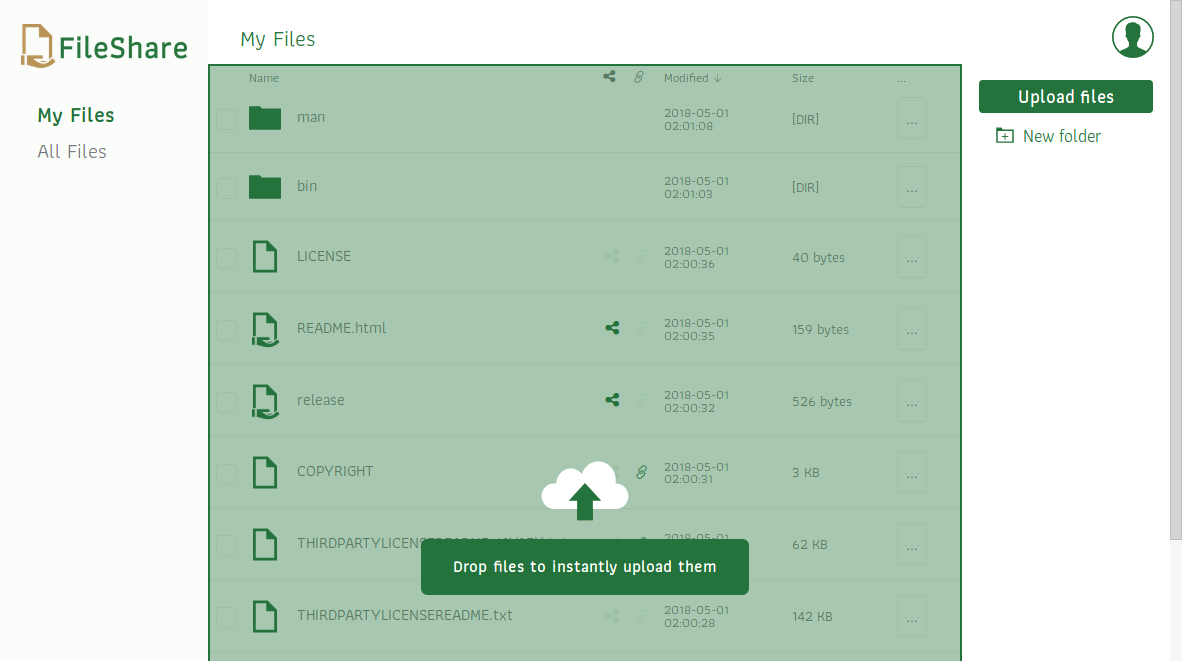 FileShare
My Files
All Files
My Files
Name Modified ↓ Size ...
man 2018-05-01 02:01:08 [DIR] ...
bin 2018-05-01 02:01:03 [DIR] ...
LICENSE 2018-05-01 02:00:36 40 bytes ...
README.html 2018-05-01 02:00:35 159 bytes ...
release 2018-05-01 02:00:32 526 bytes ...
COPYRIGHT 2018-05-01 02:00:31 3 KB ...
2018-05-01 62 KB ...
Drop files to instantly upload them
THIRDPARTYLICENSEREADME.txt 2018-05-01 02:00:28 142 KB ...
Upload files
New folder